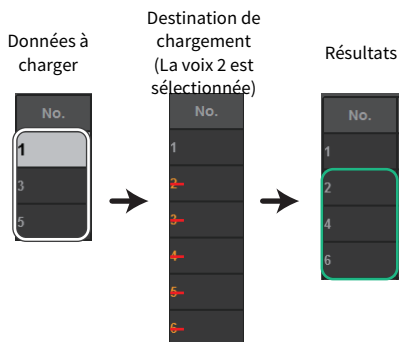 Données à
charger
Destination de
chargement
(La voix 2 est
sélectionnée)
Résultats
No.
1
3
5
No.
1
2
3
4
5
6
No.
1
2
4
6